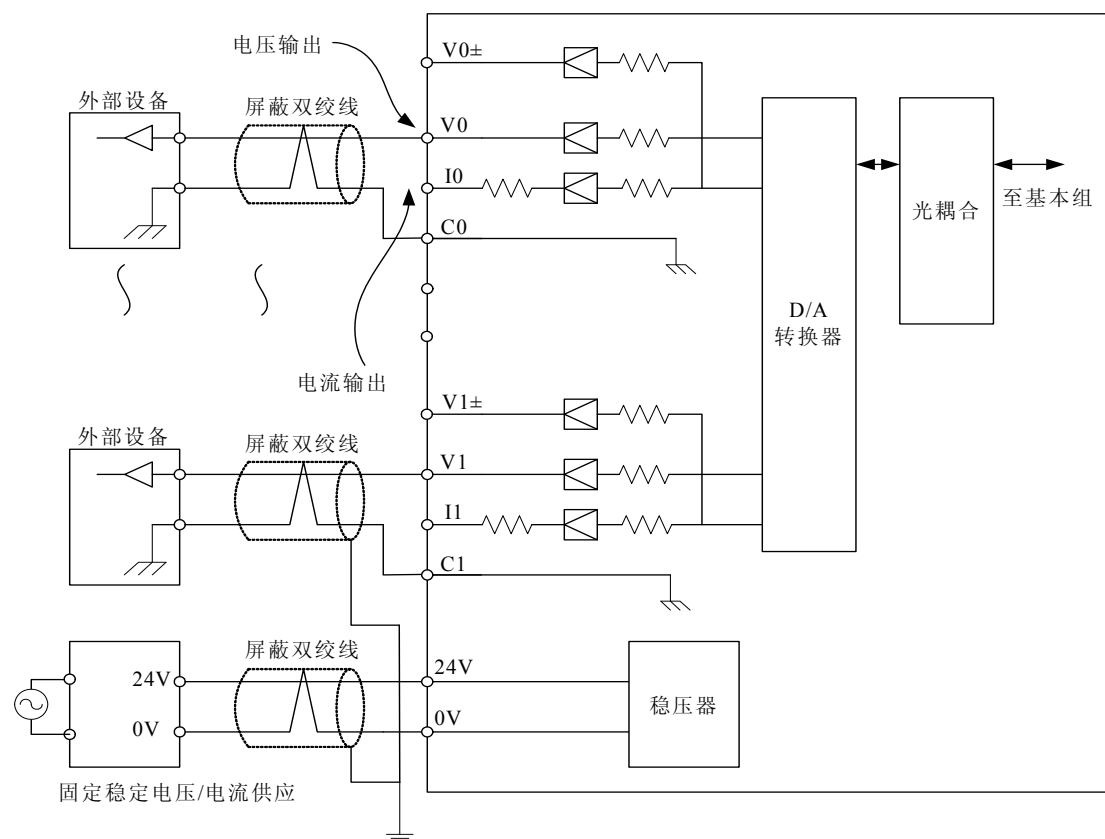 电压输出
V0±
外部设备
屏蔽双绞线
V0
I0
C0
D/A
转换器
光耦合
至基本组
电流输出
V1±
外部设备
屏蔽双绞线
V1
I1
C1
屏蔽双绞线
24V
0V
24V
0V
稳压器
固定稳定电压/电流供应